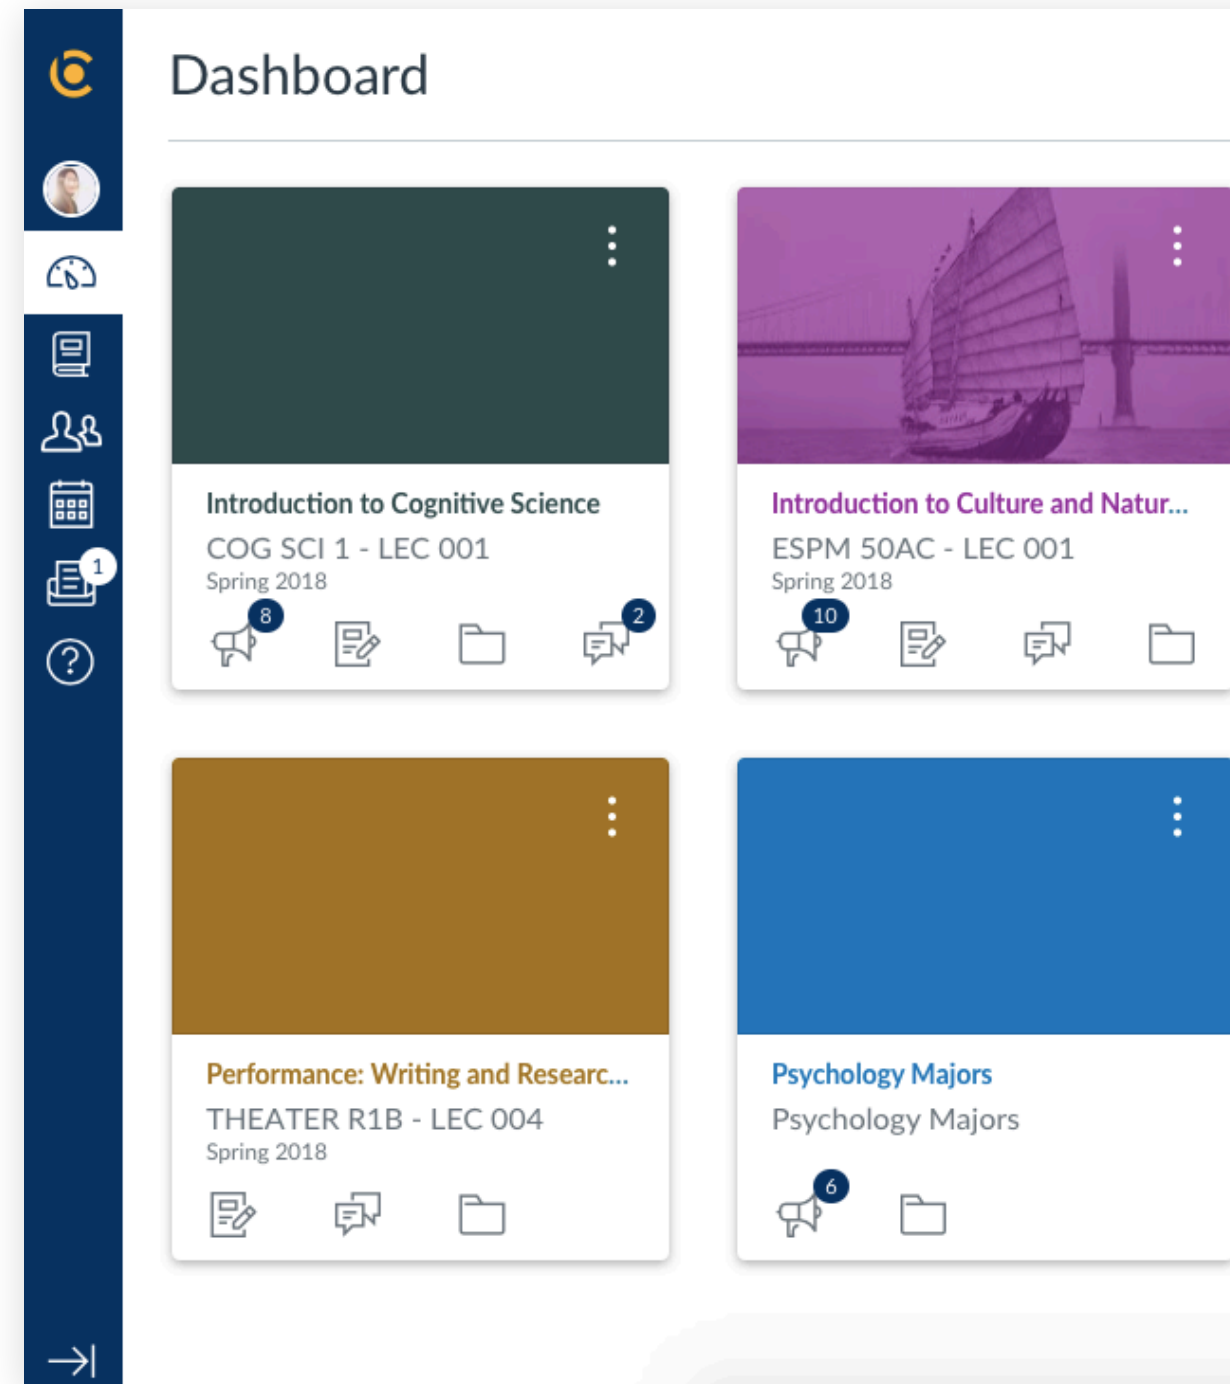 Dashboard
Introduction to Cognitive Science
COG SCI 1 - LEC 001
Spring 2018
8
2
Introduction to Culture and Natur...
ESPM 50AC - LEC 001
Spring 2018
10
1
Performance: Writing and Researc...
THEATER R1B - LEC 004
Spring 2018
Psychology Majors
Psychology Majors
6